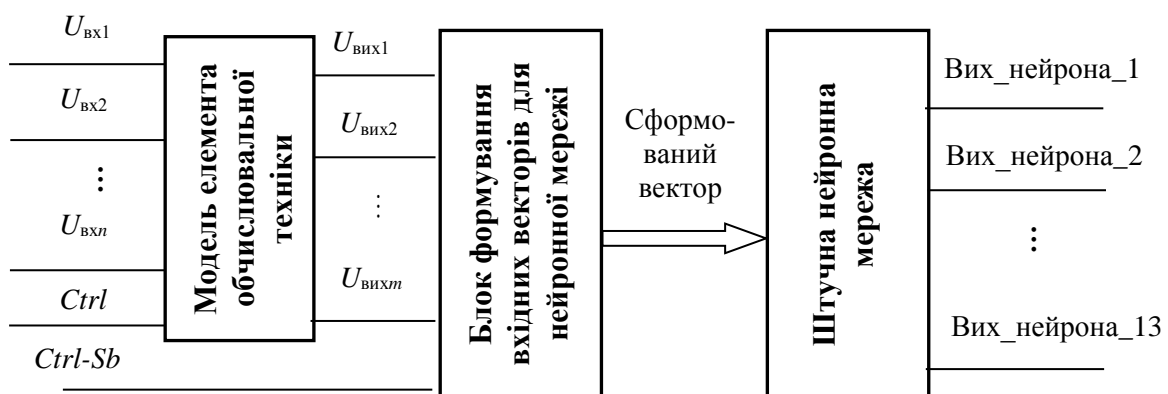 Uвх1
Uвх2
...
Uвхn
Ctrl
Ctrl-Sb
Модель елемента
обчислювальної
техніки
Uвих1
Uвих2
...
Uвихm
Блок формування
вхідних векторів для
нейронної мережі
Сформо-
ваний
вектор
Штучна нейронна
мережа
Вих_нейрона_1
Вих_нейрона_2
...
Вих_нейрона_13